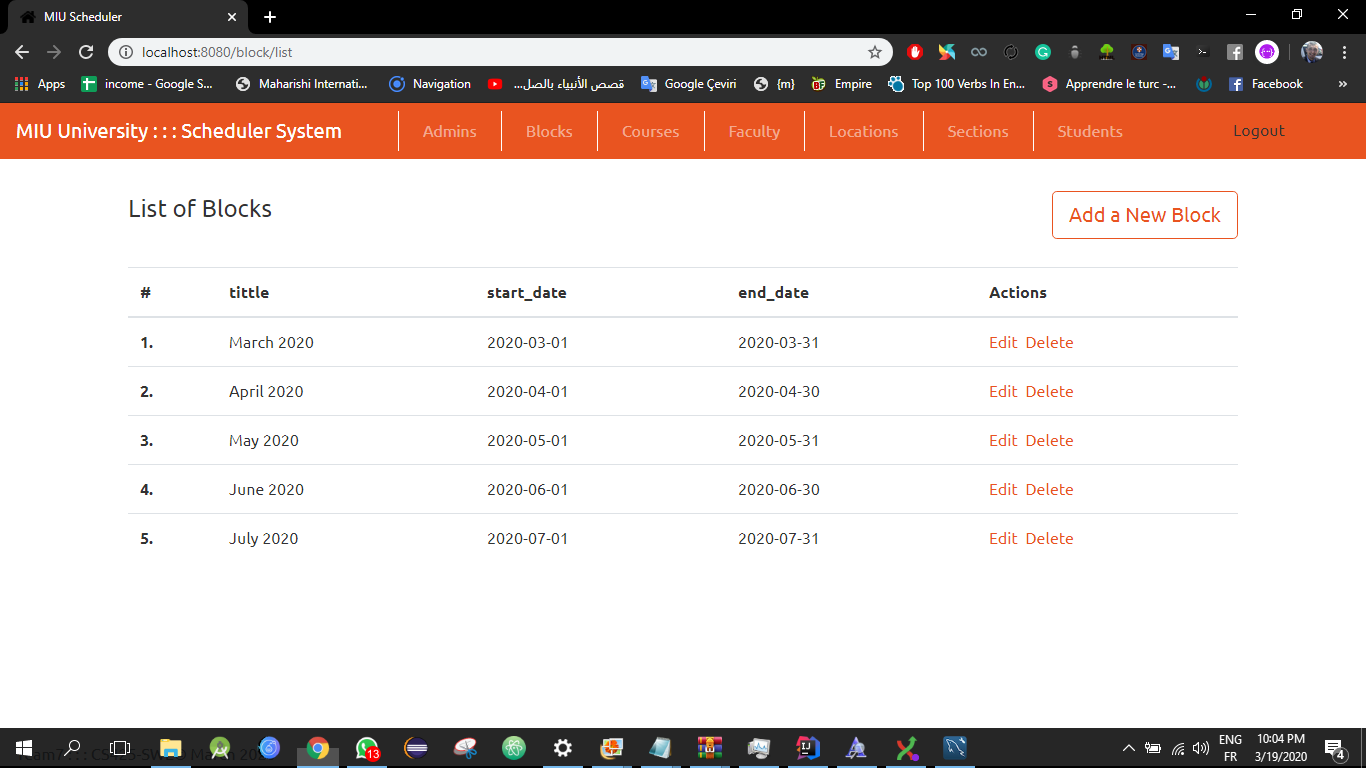 MIU Scheduler
localhost:8080/block/list
Apps income - Google S... Maharishi Internati... Navigation قصص الأنبياء بالصل... Google Çeviri {m} Empire Top 100 Verbs In En... Apprendre le turc -... Facebook »
MIU University : : : Scheduler System Admins Blocks Courses Faculty Locations Sections Students Logout
List of Blocks Add a New Block
# tittle start_date end_date Actions
1. March 2020 2020-03-01 2020-03-31 Edit Delete
2. April 2020 2020-04-01 2020-04-30 Edit Delete
3. May 2020 2020-05-01 2020-05-31 Edit Delete
4. June 2020 2020-06-01 2020-06-30 Edit Delete
5. July 2020 2020-07-01 2020-07-31 Edit Delete
13
ENG 10:04 PM
FR 3/19/2020 4